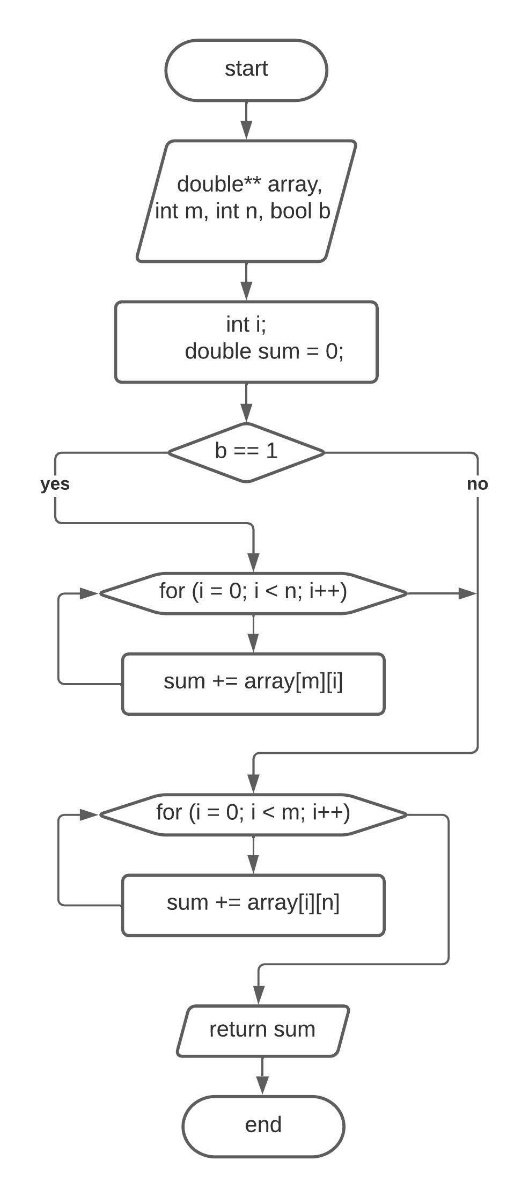 start
double** array,
int m, int n, bool b
int i;
double sum = 0;
b == 1
yes
no
for (i = 0; i < n; i++)
sum += array[m][i]
for (i = 0; i < m; i++)
sum += array[i][n]
return sum
end